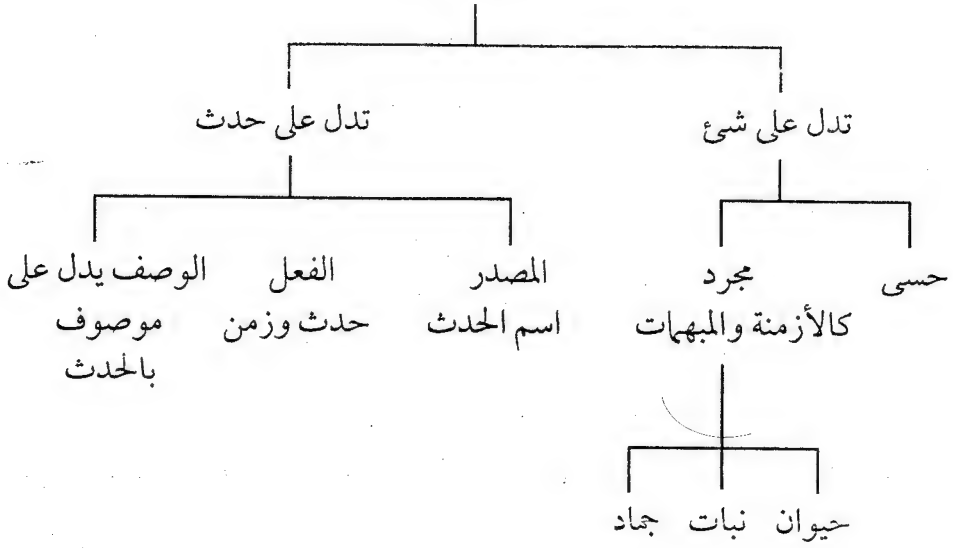 تدل على شئ
تدل على حدث
حسى
مجرد
كالأزمنة والمبهمات
المصدر
اسم الحدث
الفعل
حدث وزمن
الوصف يدل على
موصوف
بالحدث
حيوان
نبات
جماد